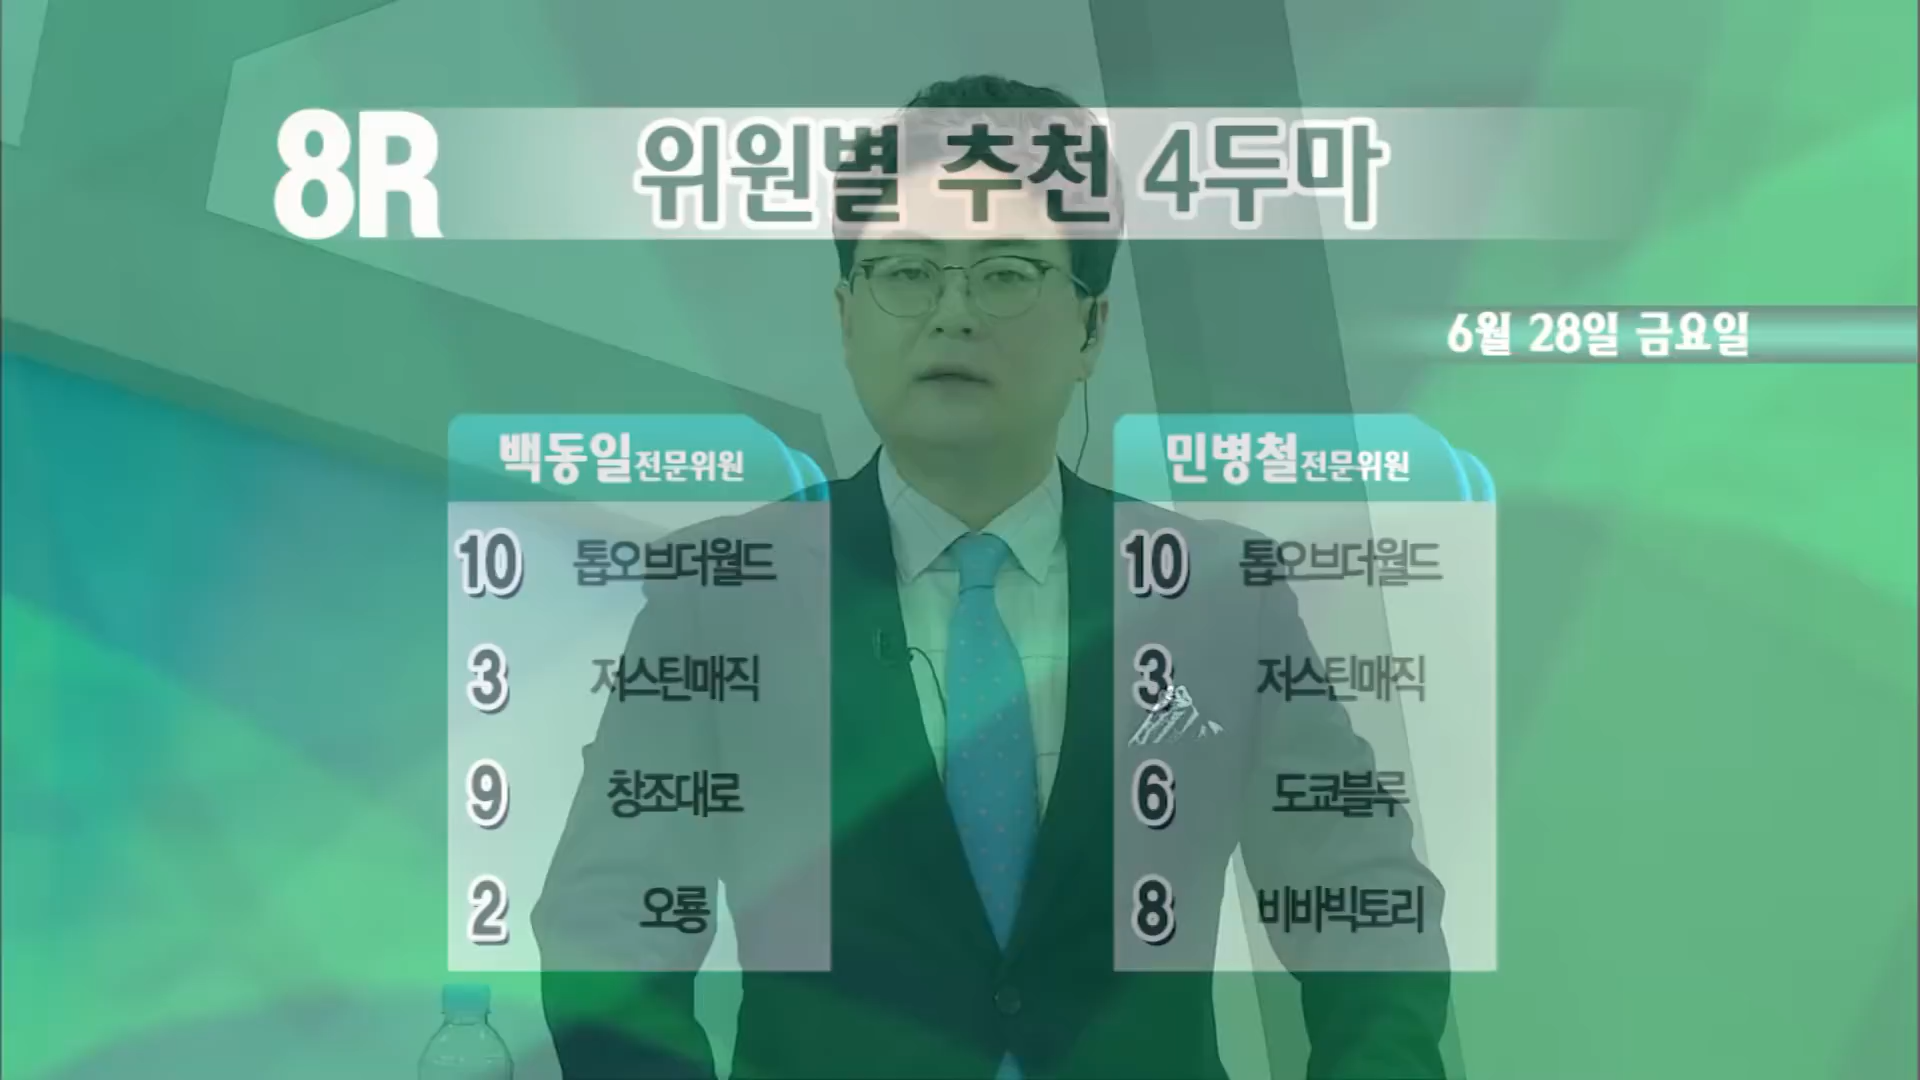 8R 위원별 추천 4두마
6월 28일 금요일
백동일전문위원
10 톱오브더월드
3 저스틴매직
9 창조대로
2 오룡
민병철전문위원
10 톱오브더월드
3 저스틴매직
6 도쿄블루
8 비바빅토리